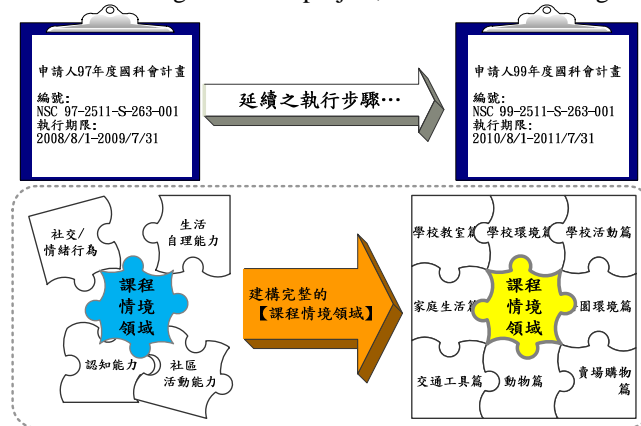 申請人97年度國科會計畫
編號:
NSC 97-2511-S-263-001
執行期限:
2008/8/1-2009/7/31
延續之執行步驟…
申請人99年度國科會計畫
編號:
NSC 99-2511-S-263-001
執行期限:
2010/8/1-2011/7/31
社交/
情緒行為
生活
自理能力
課程
情境
領域
認知能力
社區
活動能力
建構完整的
【課程情境領域】
學校教室篇
學校環境篇
學校活動篇
家庭生活篇
課程
情境
領域
園環境篇
交通工具篇
動物篇
賣場購物
篇